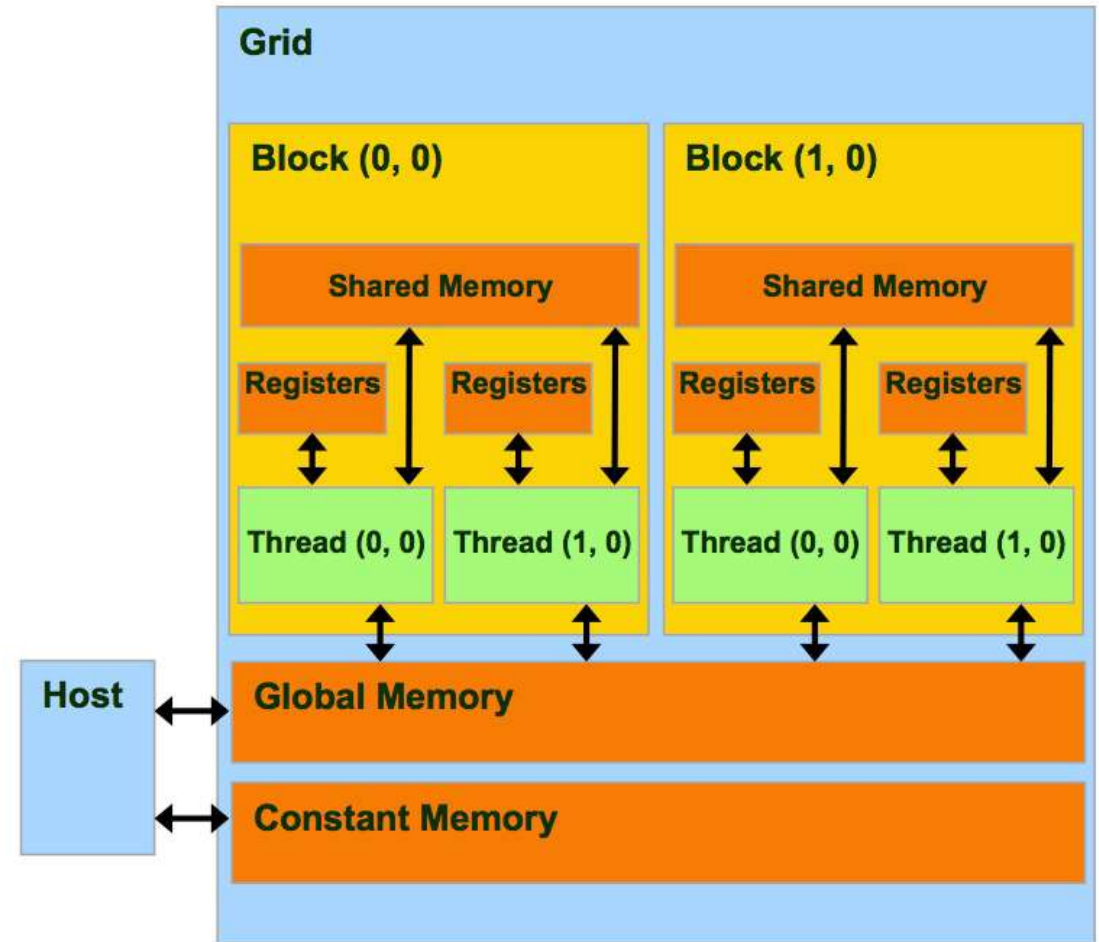 Grid
Block (0, 0)
Block (1, 0)
Shared Memory
Shared Memory
Registers
Registers
Registers
Registers
Thread (0, 0)
Thread (1, 0)
Thread (0, 0)
Thread (1, 0)
Host
Global Memory
Constant Memory